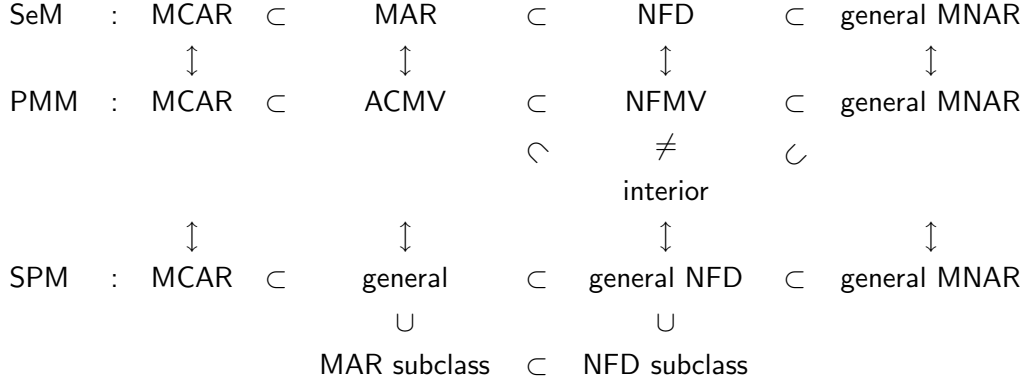 SeM : MCAR ⊂ MAR ⊂ NFD ⊂ general MNAR
↕ ↕ ↕ ↕
PMM : MCAR ⊂ ACMV ⊂ NFMV ⊂ general MNAR
∩ ≠ ∪
interior
↕ ↕ ↕ ↕
SPM : MCAR ⊂ general ⊂ general NFD ⊂ general MNAR
∪ ∪
MAR subclass ⊂ NFD subclass